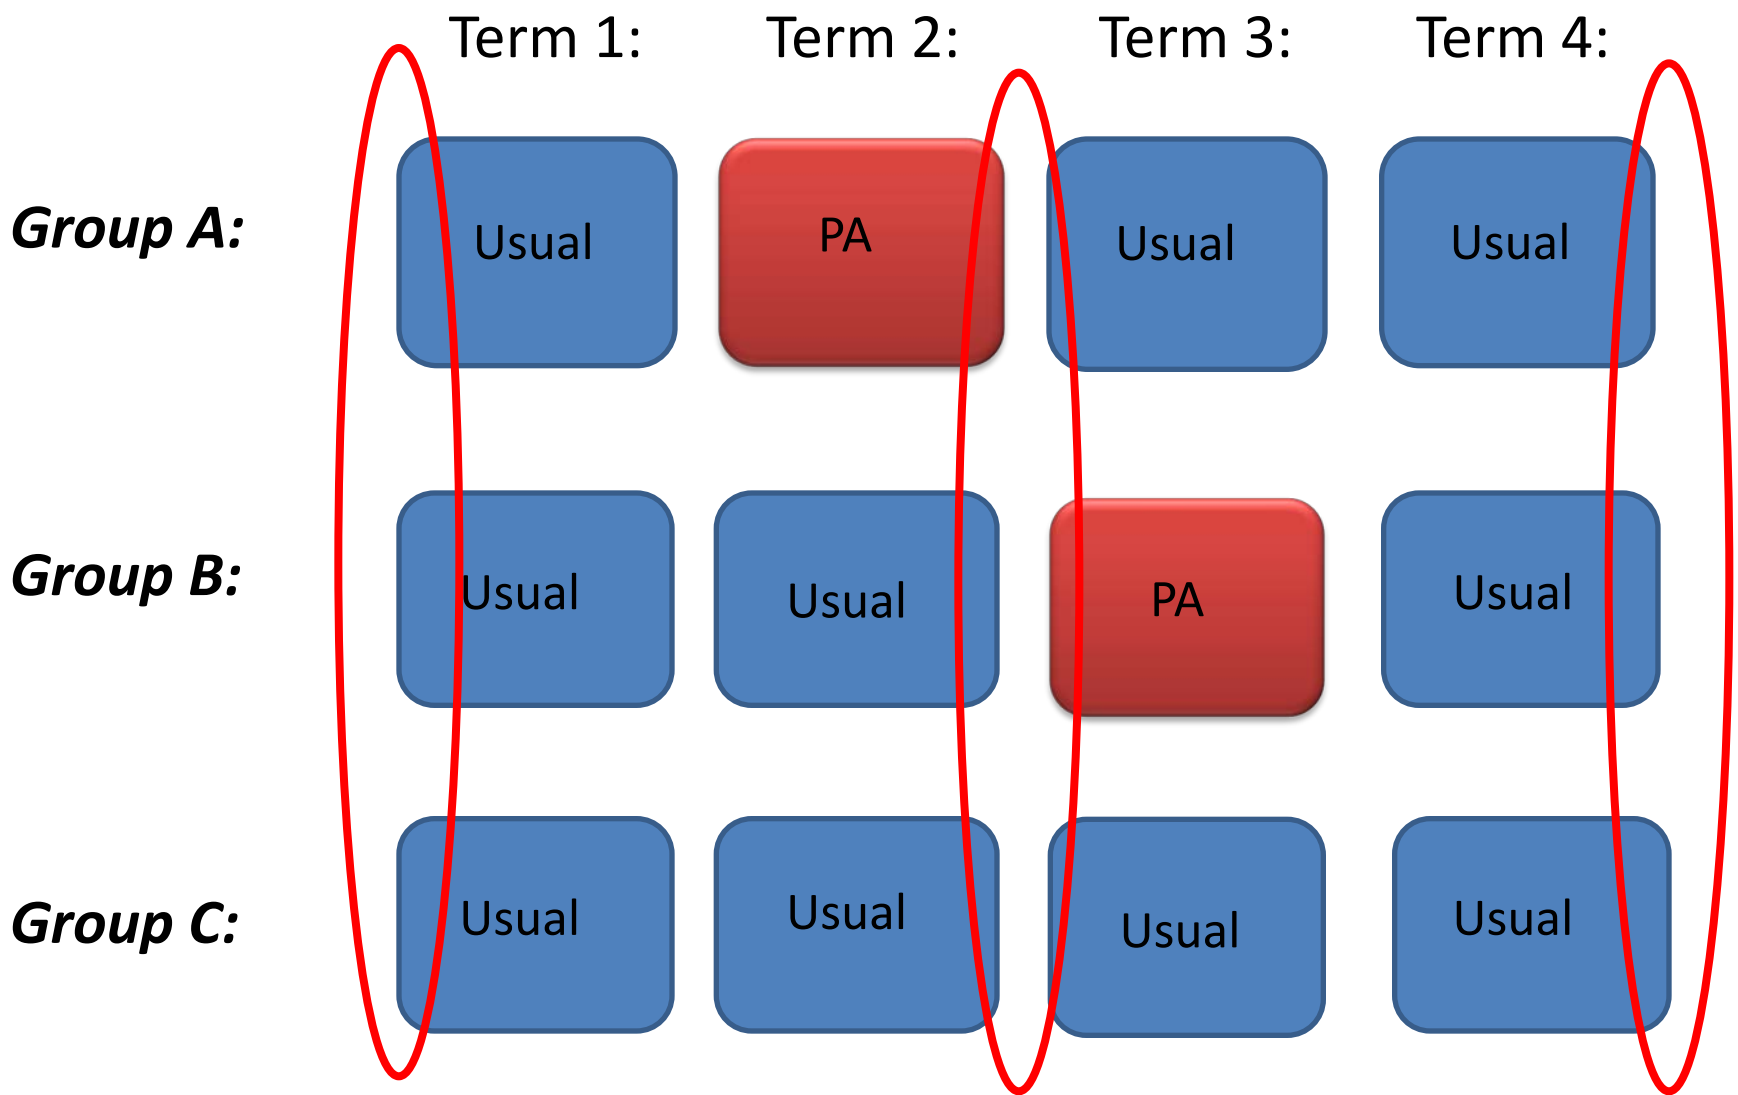 Term 1: Term 2: Term 3: Term 4:
Group A: Usual PA Usual Usual
Group B: Usual Usual PA Usual
Group C: Usual Usual Usual Usual